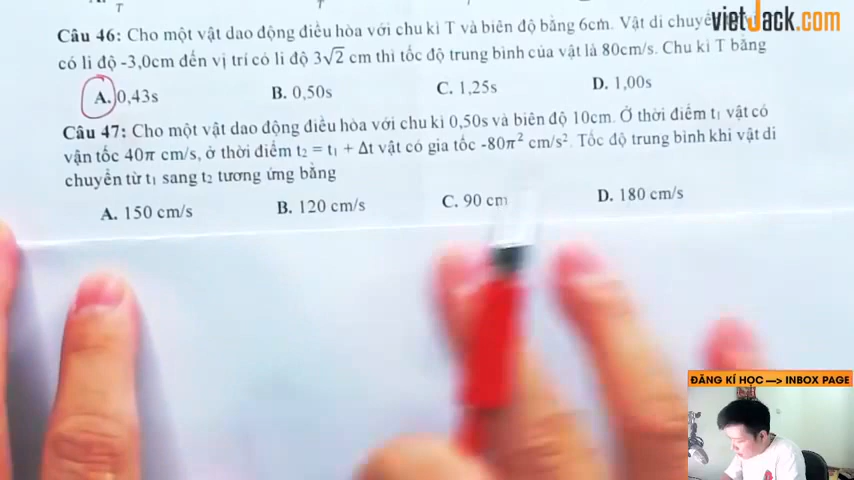 T T
vietJack.com
Câu 46: Cho một vật dao động điều hòa với chu kì T và biên độ bằng 6cm. Vật di
có li độ -3,0cm đến vị trí có li độ 3√2 cm thì tốc độ trung bình của vật là 80cm/s. Chu kì T bằng
A. 0,43s B. 0,50s C. 1,25s D. 1,00s
Câu 47: Cho một vật dao động điều hòa với chu kì 0,50s và biên độ 10cm. Ở thời điểm t₁ vật có
vận tốc 40π cm/s, ở thời điểm t₂ = t₁ + Δt vật có gia tốc -80π² cm/s². Tốc độ trung bình khi vật di
chuyển từ t₁ sang t₂ tương ứng bằng
A. 150 cm/s B. 120 cm/s C. 90 cm D. 180 cm/s
ĐĂNG KÍ HỌC —> INBOX PAGE